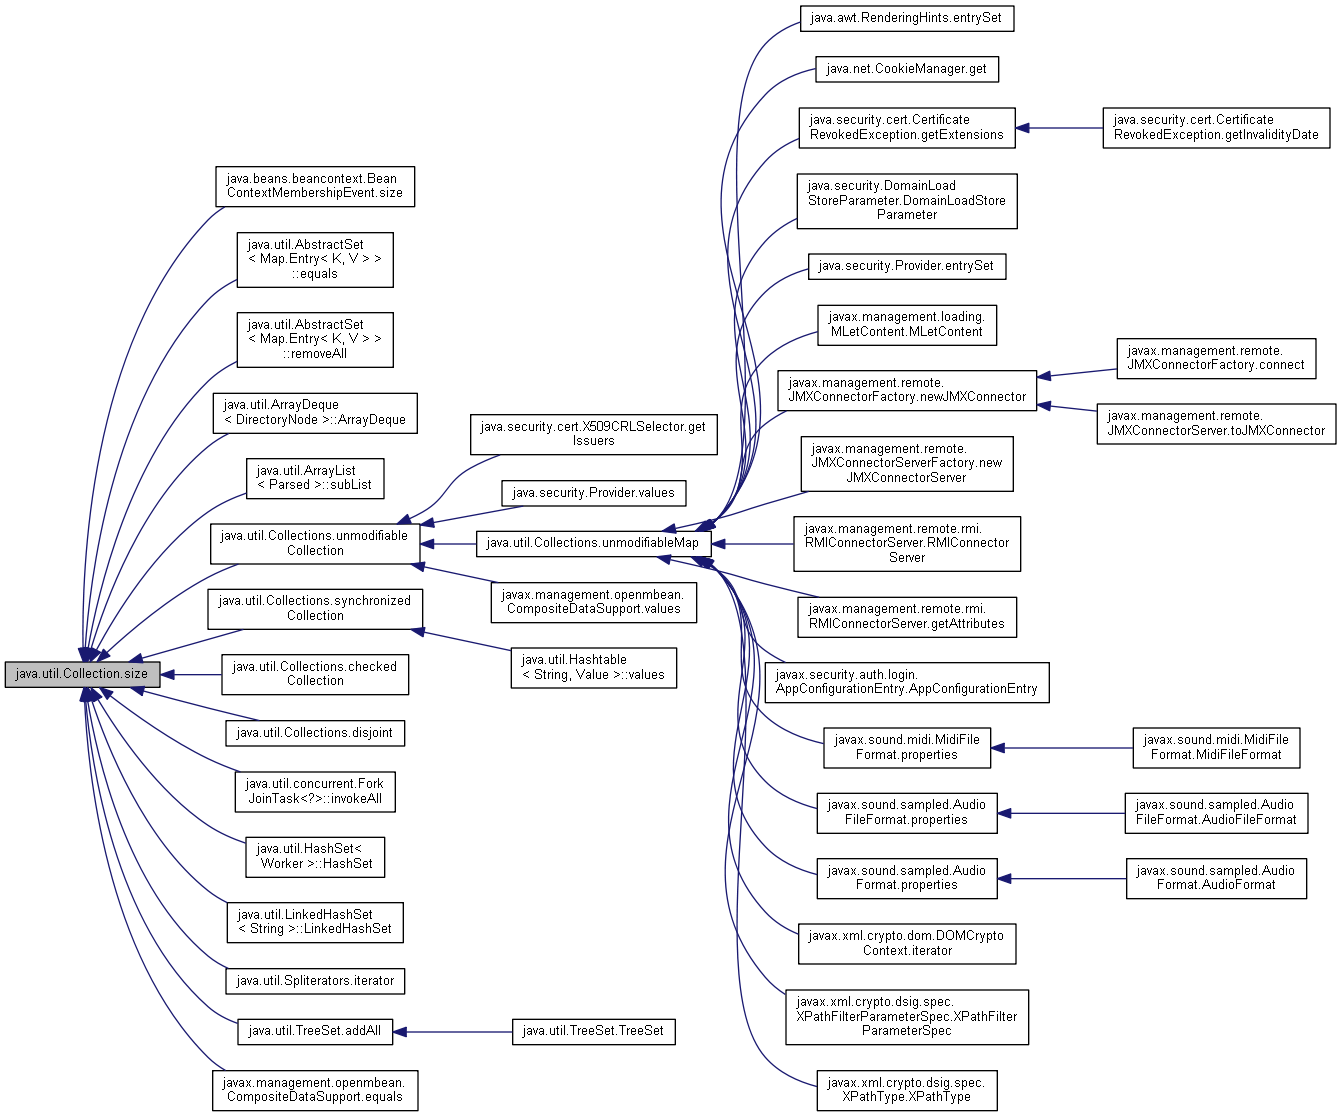 java.util.Collection.size
java.beans.beancontext.Bean
ContextMembershipEvent.size
java.util.AbstractSet
< Map.Entry< K, V > >
::equals
java.util.AbstractSet
< Map.Entry< K, V > >
::removeAll
java.util.ArrayDeque
< DirectoryNode >::ArrayDeque
java.util.ArrayList
< Parsed >::subList
java.util.Collections.unmodifiable
Collection
java.util.Collections.synchronized
Collection
java.util.Collections.checked
Collection
java.util.Collections.disjoint
java.util.concurrent.Fork
JoinTask<?>::invokeAll
java.util.HashSet<
Worker >::HashSet
java.util.LinkedHashSet
< String >::LinkedHashSet
java.util.Spliterators.iterator
java.util.TreeSet.addAll
javax.management.openmbean.
CompositeDataSupport.equals
java.security.cert.X509CRLSelector.get
Issuers
java.security.Provider.values
java.util.Collections.unmodifiableMap
javax.management.openmbean.
CompositeDataSupport.values
java.util.Hashtable
< String, Value >::values
java.util.TreeSet.TreeSet
java.awt.RenderingHints.entrySet
java.net.CookieManager.get
java.security.cert.Certificate
RevokedException.getExtensions
java.security.DomainLoad
StoreParameter.DomainLoadStore
Parameter
java.security.Provider.entrySet
javax.management.loading.
MLetContent.MLetContent
javax.management.remote.
JMXConnectorFactory.newJMXConnector
javax.management.remote.
JMXConnectorServerFactory.new
JMXConnectorServer
javax.management.remote.rmi.
RMIConnectorServer.RMIConnector
Server
javax.management.remote.rmi.
RMIConnectorServer.getAttributes
javax.security.auth.login.
AppConfigurationEntry.AppConfigurationEntry
javax.sound.midi.MidiFile
Format.properties
javax.sound.sampled.Audio
FileFormat.properties
javax.sound.sampled.Audio
Format.properties
javax.xml.crypto.dom.DOMCrypto
Context.iterator
javax.xml.crypto.dsig.spec.
XPathFilterParameterSpec.XPathFilter
ParameterSpec
javax.xml.crypto.dsig.spec.
XPathType.XPathType
java.security.cert.Certificate
RevokedException.getInvalidityDate
javax.management.remote.
JMXConnectorFactory.connect
javax.management.remote.
JMXConnectorServer.toJMXConnector
javax.sound.midi.MidiFile
Format.MidiFileFormat
javax.sound.sampled.Audio
FileFormat.AudioFileFormat
javax.sound.sampled.Audio
Format.AudioFormat